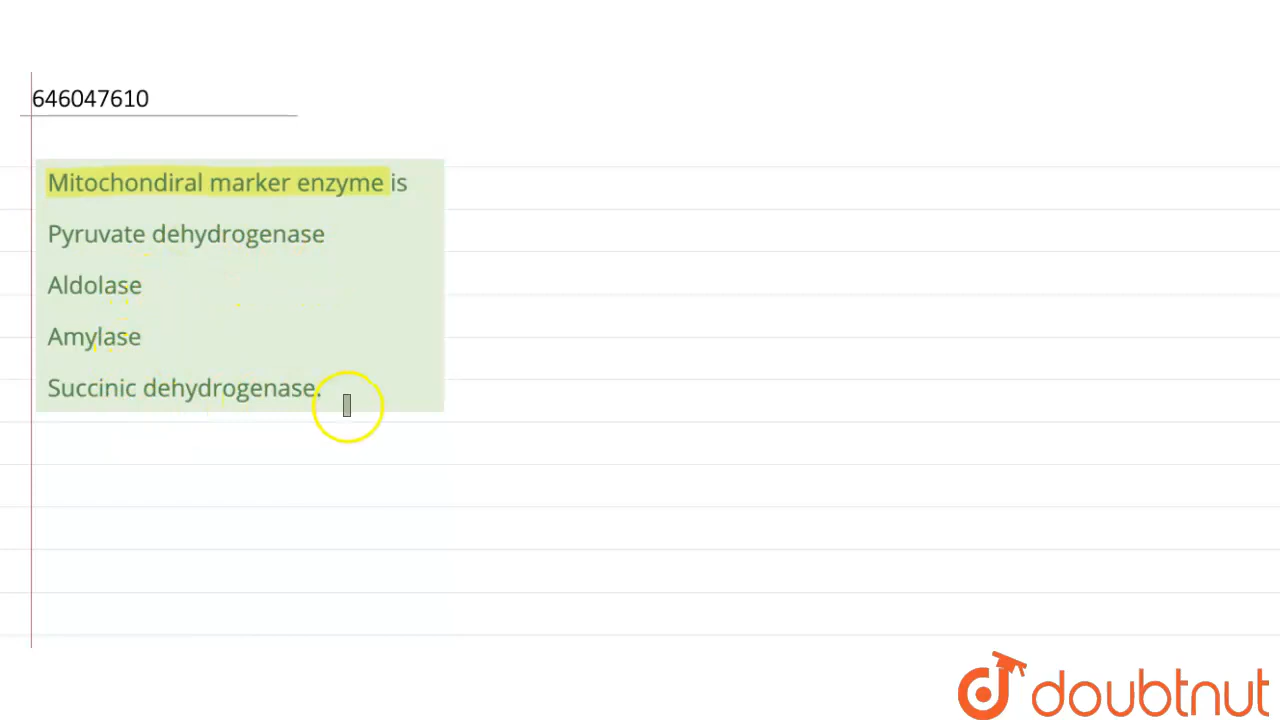 646047610
Mitochondiral marker enzyme is
Pyruvate dehydrogenase
Aldolase
Amylase
Succinic dehydrogenase.
doubtnut